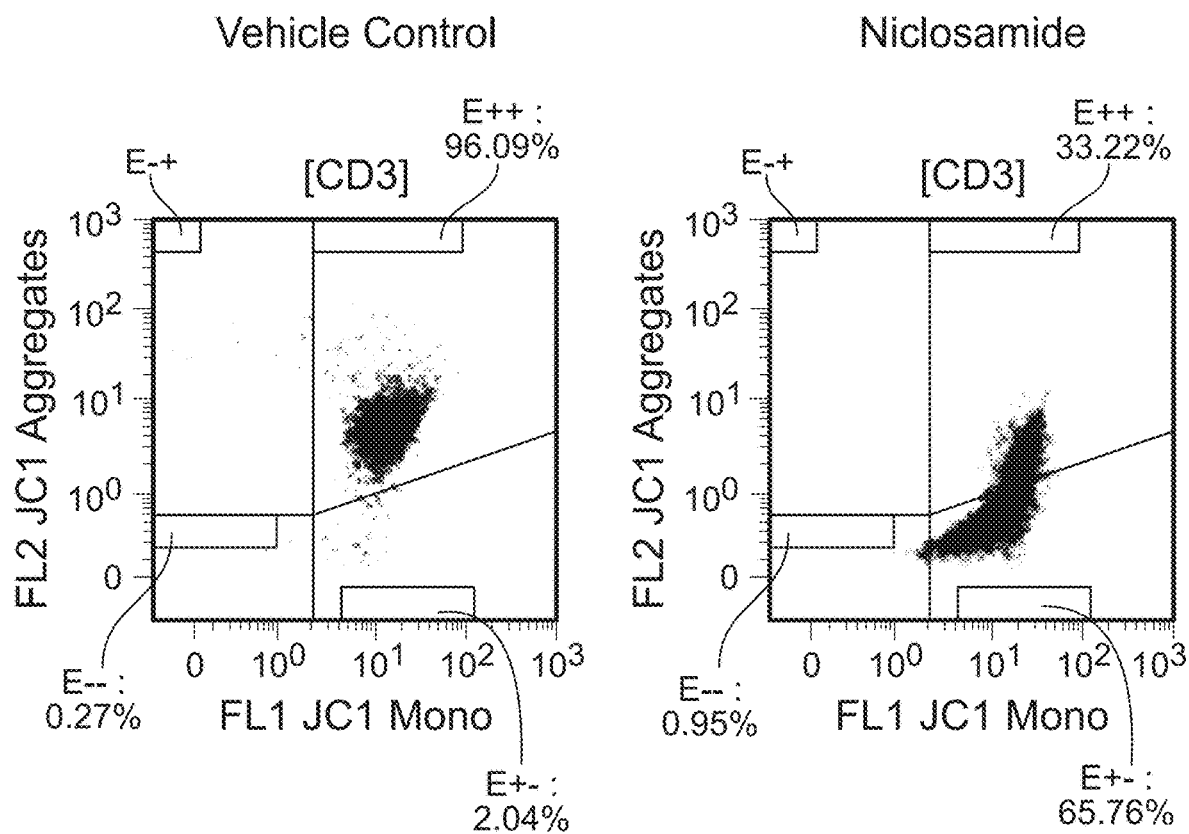 Vehicle Control
E++ :
96.09%
E-+
[CD3]
10³
10²
10¹
10⁰
0
FL2 JC1 Aggregates
0
10⁰
10¹
10²
10³
FL1 JC1 Mono
E-- :
0.27%
E+- :
2.04%
Niclosamide
E++ :
33.22%
E-+
[CD3]
10³
10²
10¹
10⁰
0
FL2 JC1 Aggregates
0
10⁰
10¹
10²
10³
FL1 JC1 Mono
E-- :
0.95%
E+- :
65.76%